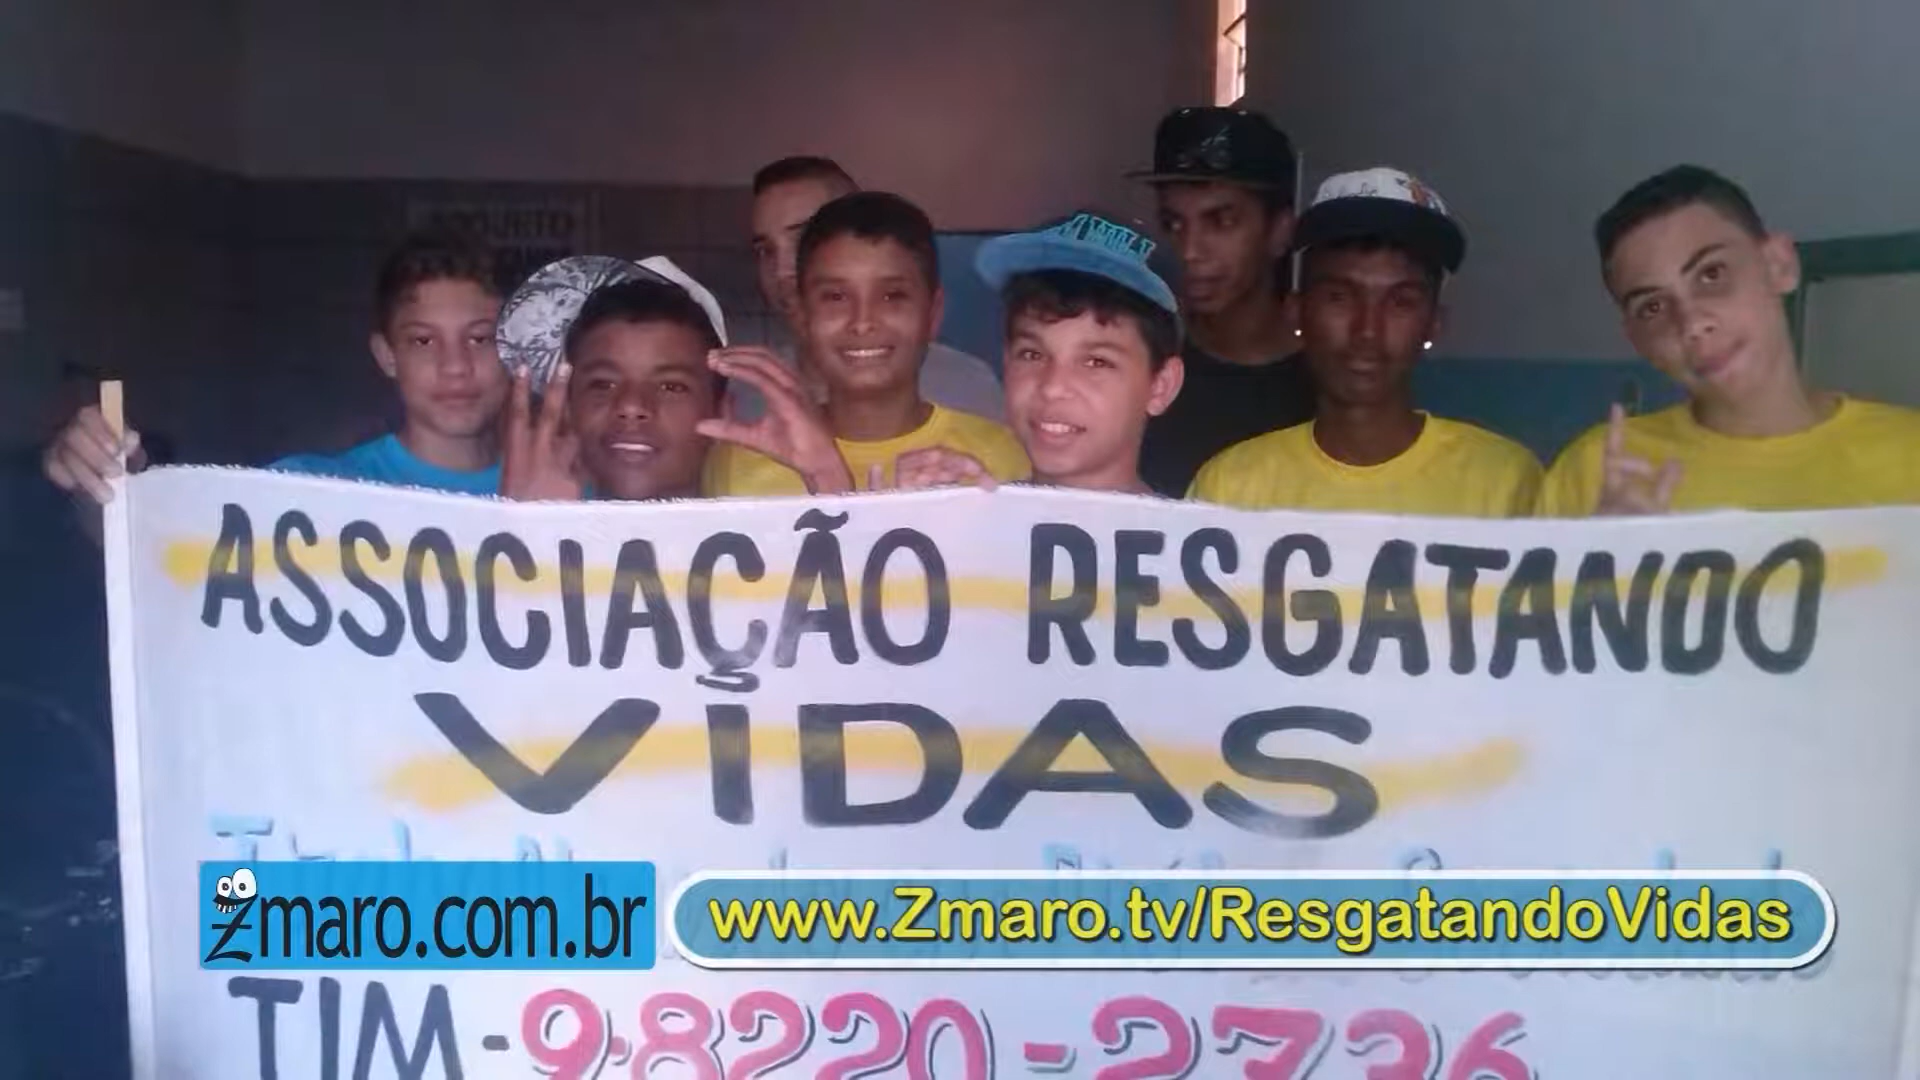 ASSOCIAÇÃO RESGATANDO
VIDAS
Zmaro.com.br
www.Zmaro.tv/ResgatandoVidas
TIM - 9·8220-2736